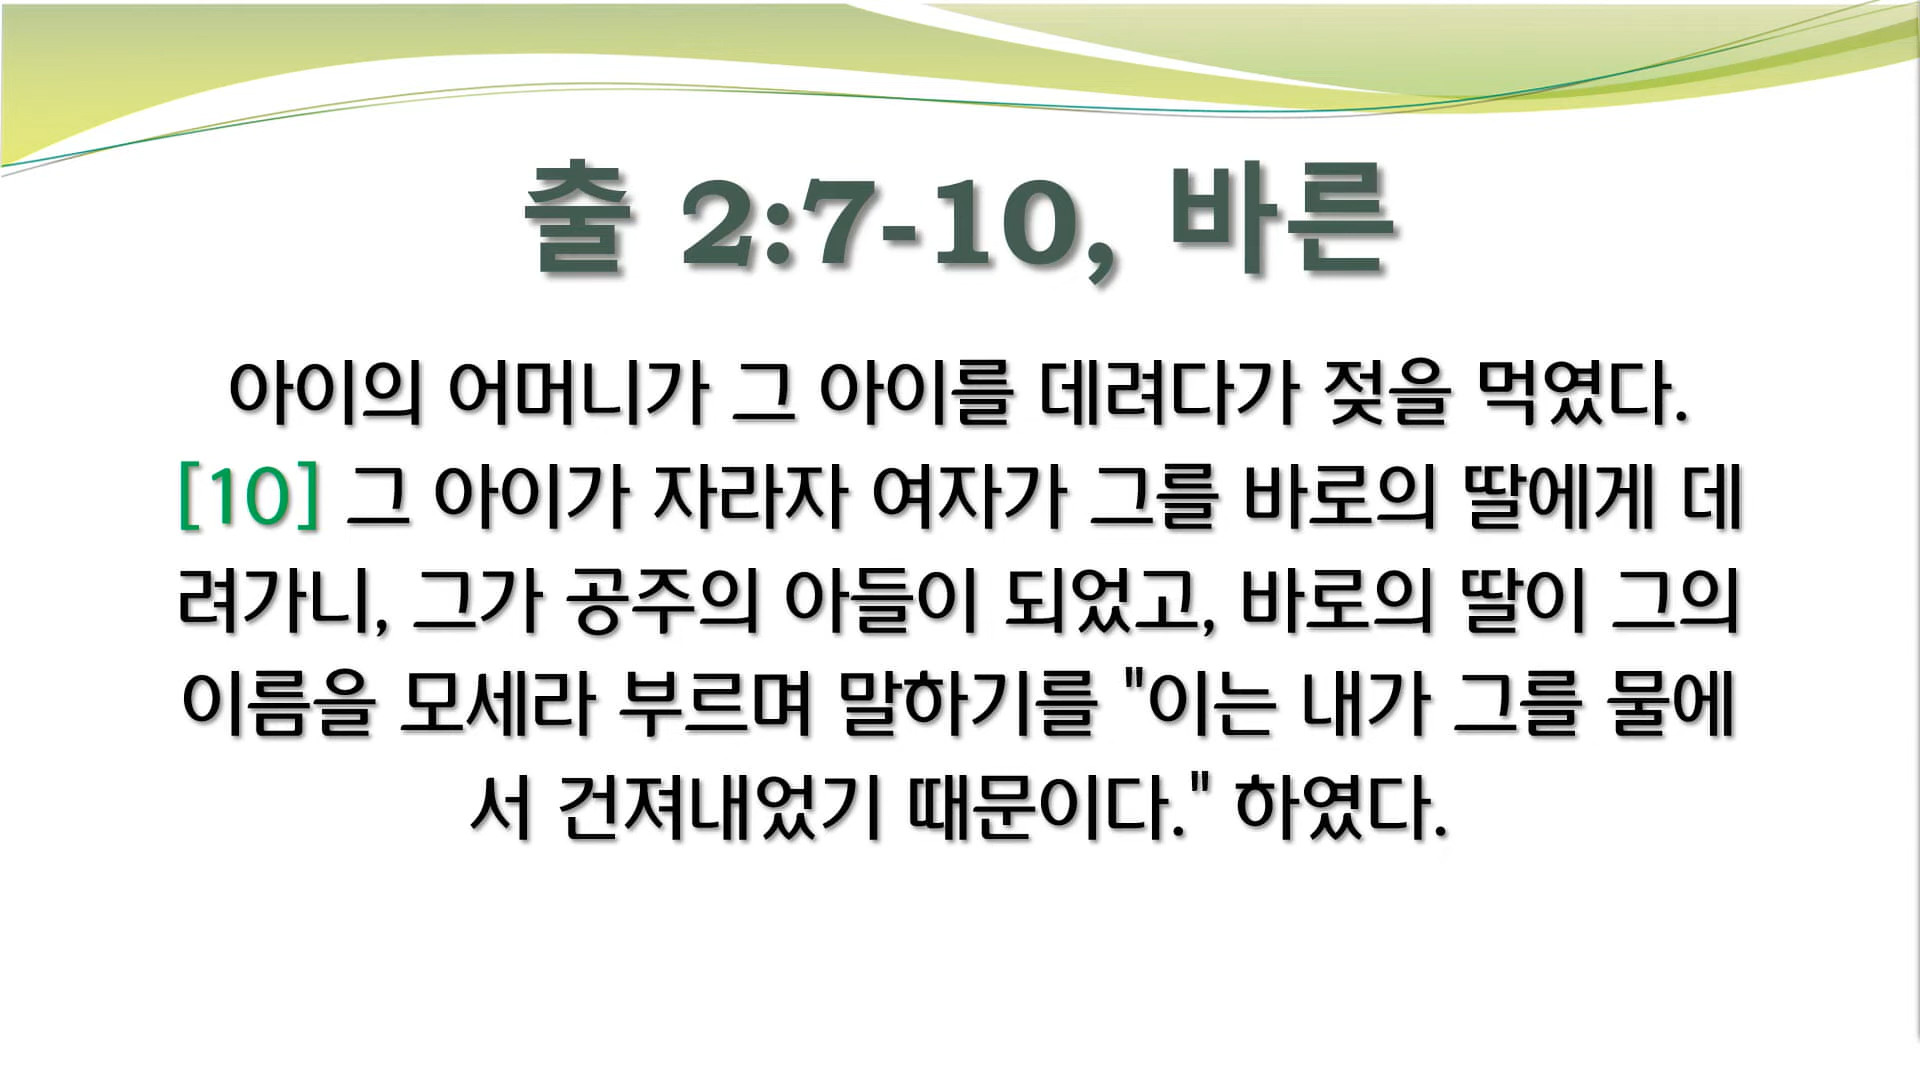 출 2:7-10, 바른
아이의 어머니가 그 아이를 데려다가 젖을 먹였다.
[10] 그 아이가 자라자 여자가 그를 바로의 딸에게 데
려가니, 그가 공주의 아들이 되었고, 바로의 딸이 그의
이름을 모세라 부르며 말하기를 "이는 내가 그를 물에
서 건져내었기 때문이다." 하였다.